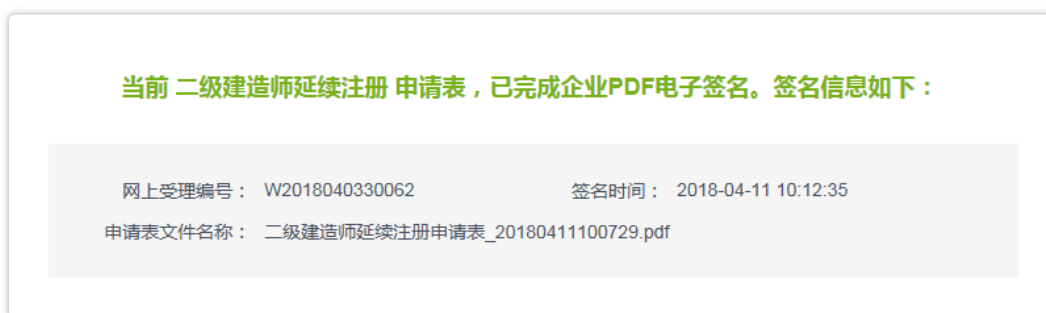 当前 二级建造师延续注册 申请表，已完成企业PDF电子签名。签名信息如下：
网上受理编号： W2018040330062 签名时间： 2018-04-11 10:12:35
申请表文件名称： 二级建造师延续注册申请表_20180411100729.pdf